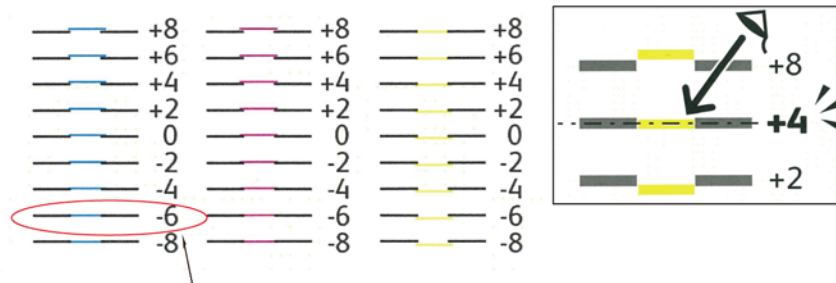 +8 +8 +8
+6 +6 +6
+4 +4 +4
+2 +2 +2
0 0 0
-2 -2 -2
-4 -4 -4
-6 -6 -6
-8 -8 -8
+8
+4
+2